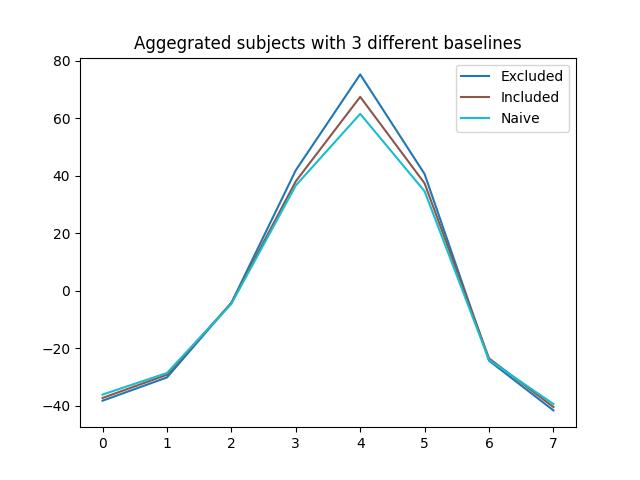 Aggegrated subjects with 3 different baselines
80
60
40
20
0
−20
−40
0 1 2 3 4 5 6 7
Excluded
Included
Naive